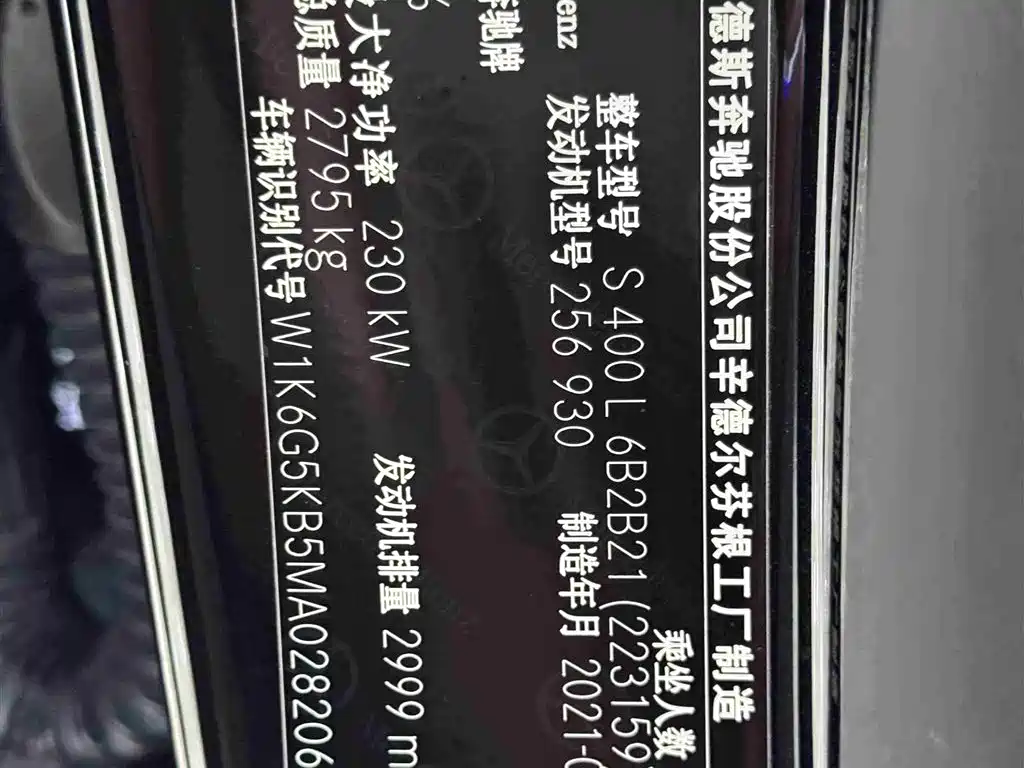 德斯奔驰股份公司辛德尔芬根工厂制造
乘坐人数
整车型号 S 400 L 6B2B21(223159
发动机型号 256 930 制造年月 2021-0
enz
奔驰牌
大净功率 230 kW 发动机排量 2999 m
总质量 2795 kg
车辆识别代号 W1K6G5KB5MA028206